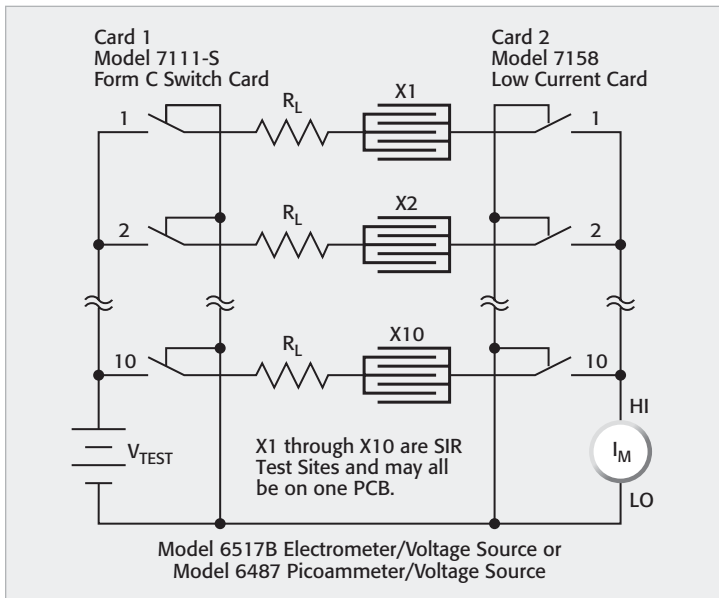 Card 1
Model 7111-S
Form C Switch Card
Card 2
Model 7158
Low Current Card
1
R_L
X1
1
2
R_L
X2
2
10
R_L
X10
10
V_TEST
X1 through X10 are SIR
Test Sites and may all
be on one PCB.
HI
I_M
LO
Model 6517B Electrometer/Voltage Source or
Model 6487 Picoammeter/Voltage Source